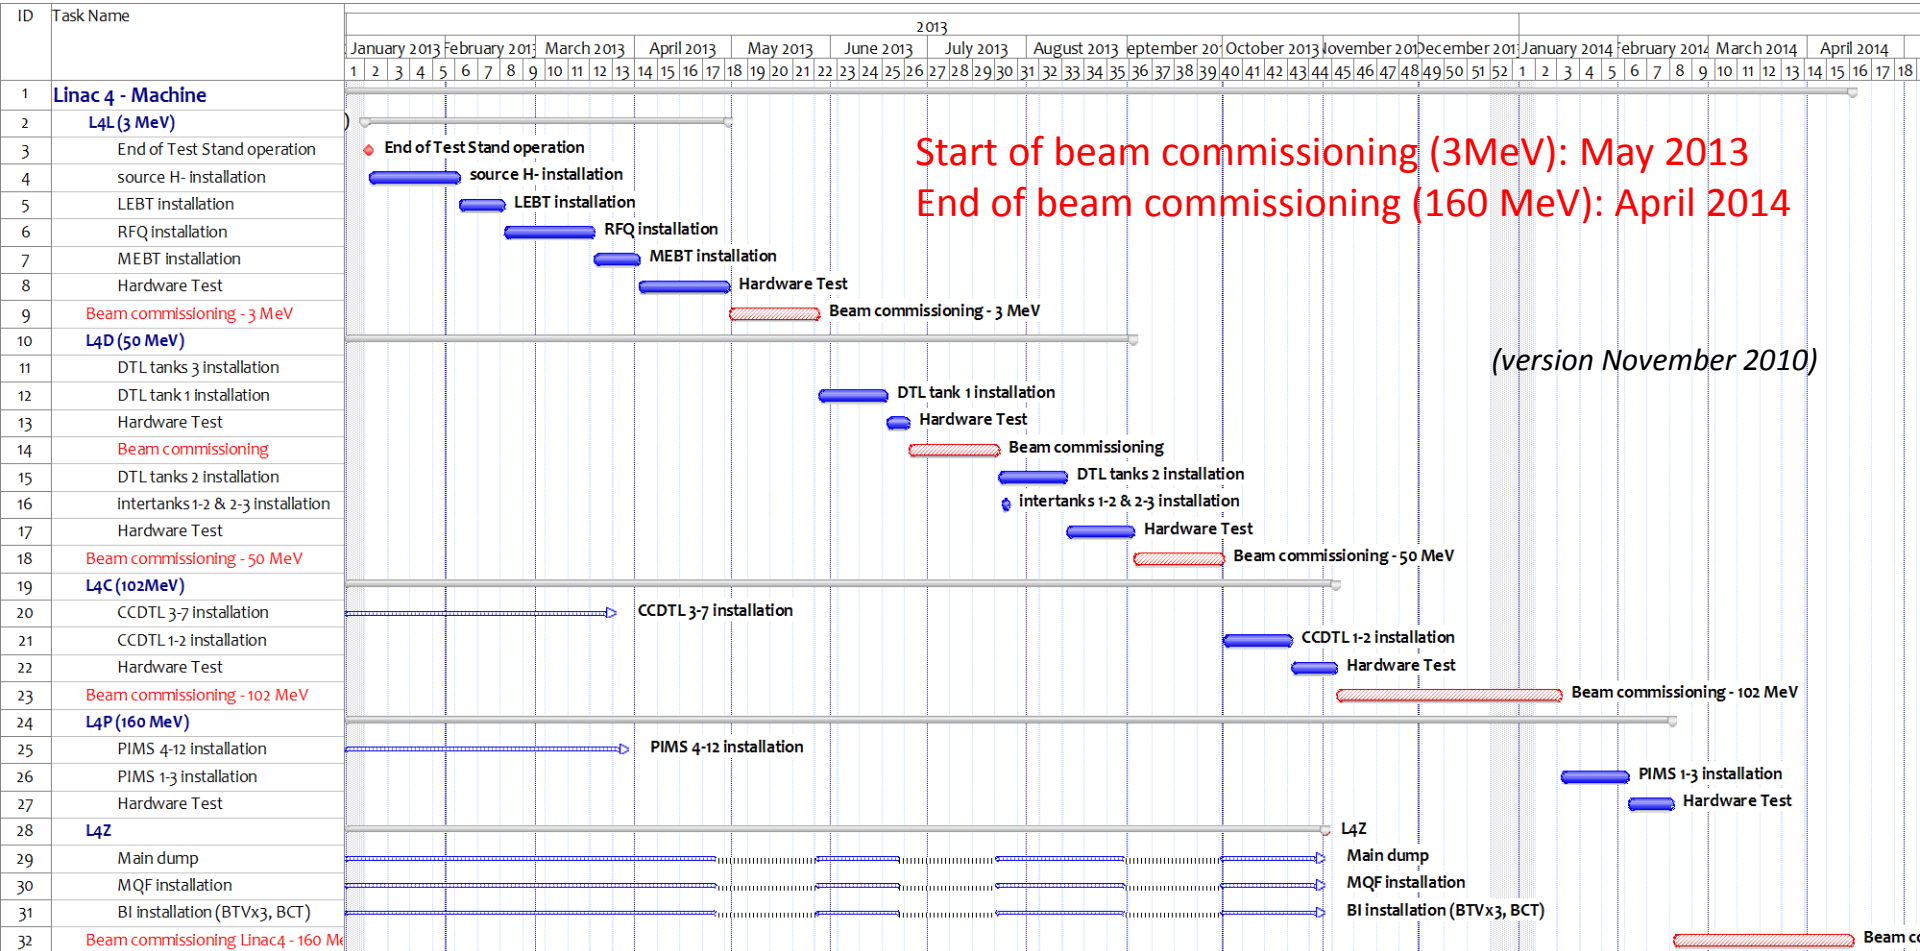 ID Task Name
2013
January 2013 February 201 March 2013 April 2013 May 2013 June 2013 July 2013 August 2013 eptember 201 October 2013 November 201 December 201 January 2014 February 2014 March 2014 April 2014
1 2 3 4 5 6 7 8 9 10 11 12 13 14 15 16 17 18 19 20 21 22 23 24 25 26 27 28 29 30 31 32 33 34 35 36 37 38 39 40 41 42 43 44 45 46 47 48 49 50 51 52 1 2 3 4 5 6 7 8 9 10 11 12 13 14 15 16 17 18
1 Linac 4 - Machine
2 L4L (3 MeV) )
3 End of Test Stand operation End of Test Stand operation
Start of beam commissioning (3MeV): May 2013
4 source H- installation source H- installation
5 LEBT installation LEBT installation
End of beam commissioning (160 MeV): April 2014
6 RFQ installation RFQ installation
7 MEBT installation MEBT installation
8 Hardware Test Hardware Test
9 Beam commissioning - 3 MeV Beam commissioning - 3 MeV
10 L4D (50 MeV)
(version November 2010)
11 DTL tanks 3 installation
12 DTL tank 1 installation DTL tank 1 installation
13 Hardware Test Hardware Test
14 Beam commissioning Beam commissioning
15 DTL tanks 2 installation DTL tanks 2 installation
16 intertanks 1-2 & 2-3 installation intertanks 1-2 & 2-3 installation
17 Hardware Test Hardware Test
18 Beam commissioning - 50 MeV Beam commissioning - 50 MeV
19 L4C (102MeV)
20 CCDTL 3-7 installation CCDTL 3-7 installation
21 CCDTL 1-2 installation CCDTL 1-2 installation
22 Hardware Test Hardware Test
23 Beam commissioning - 102 MeV Beam commissioning - 102 MeV
24 L4P (160 MeV)
25 PIMS 4-12 installation PIMS 4-12 installation
26 PIMS 1-3 installation PIMS 1-3 installation
27 Hardware Test Hardware Test
28 L4Z L4Z
29 Main dump Main dump
30 MQF installation MQF installation
31 BI installation (BTVx3, BCT) BI installation (BTVx3, BCT)
32 Beam commissioning Linac4 - 160 Me Beam co